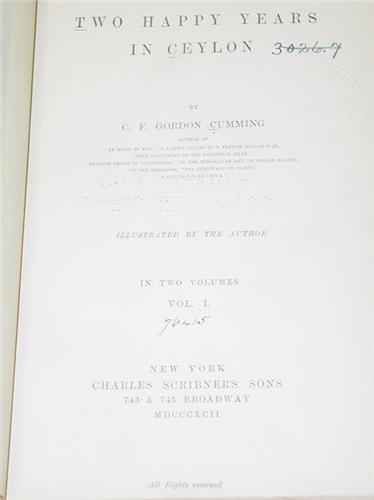 TWO HAPPY YEARS
IN CEYLON 3026.9
BY
C. F. GORDON CUMMING
AUTHOR OF
"AT HOME IN FIJI," "A LADY'S CRUISE IN A FRENCH MAN-OF-WAR,"
"FIRE FOUNTAINS OF THE SANDWICH ISLES,"
"GRANITE CRAGS OF CALIFORNIA," "IN THE HIMALAYAS AND ON INDIAN PLAINS,"
"IN THE HEBRIDES," "VIA CORNWALL TO EGYPT,"
"WANDERINGS IN CHINA."
ILLUSTRATED BY THE AUTHOR
IN TWO VOLUMES
VOL. I.
76415
NEW YORK
CHARLES SCRIBNER'S SONS
743 & 745 BROADWAY
MDCCCXCII
All Rights reserved